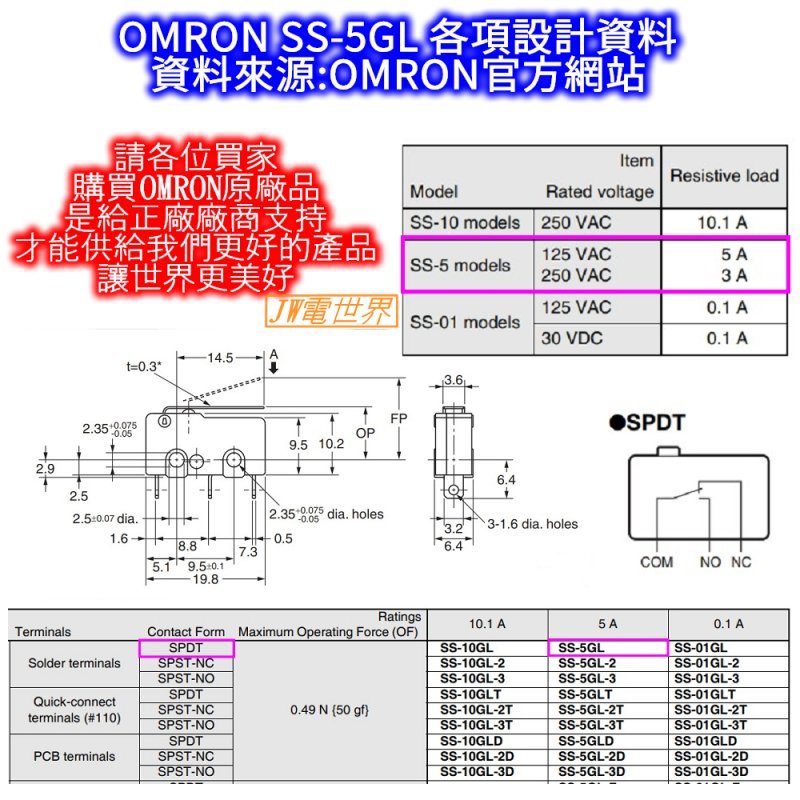 OMRON SS-5GL 各項設計資料
資料來源:OMRON官方網站
請各位買家
購買OMRON原廠品
是給正廠廠商支持
才能供給我們更好的產品
讓世界更美好
JW電世界
Item
Model Rated voltage Resistive load
SS-10 models 250 VAC 10.1 A
SS-5 models 125 VAC 5 A
250 VAC 3 A
SS-01 models 125 VAC 0.1 A
30 VDC 0.1 A
14.5 A
t=0.3*
2.35 +0.075 -0.05
9.5 10.2 OP FP
2.9
2.5
2.5±0.07 dia.
2.35 +0.075 -0.05 dia. holes
1.6 8.8 7.3 0.5
5.1 9.5±0.1
19.8
3.6
6.4
3-1.6 dia. holes
3.2
6.4
●SPDT
COM NO NC
Ratings 10.1 A 5 A 0.1 A
Terminals Contact Form Maximum Operating Force (OF)
Solder terminals SPDT 0.49 N {50 gf} SS-10GL SS-5GL SS-01GL
SPST-NC SS-10GL-2 SS-5GL-2 SS-01GL-2
SPST-NO SS-10GL-3 SS-5GL-3 SS-01GL-3
Quick-connect terminals (#110) SPDT SS-10GLT SS-5GLT SS-01GLT
SPST-NC SS-10GL-2T SS-5GL-2T SS-01GL-2T
SPST-NO SS-10GL-3T SS-5GL-3T SS-01GL-3T
PCB terminals SPDT SS-10GLD SS-5GLD SS-01GLD
SPST-NC SS-10GL-2D SS-5GL-2D SS-01GL-2D
SPST-NO SS-10GL-3D SS-5GL-3D SS-01GL-3D